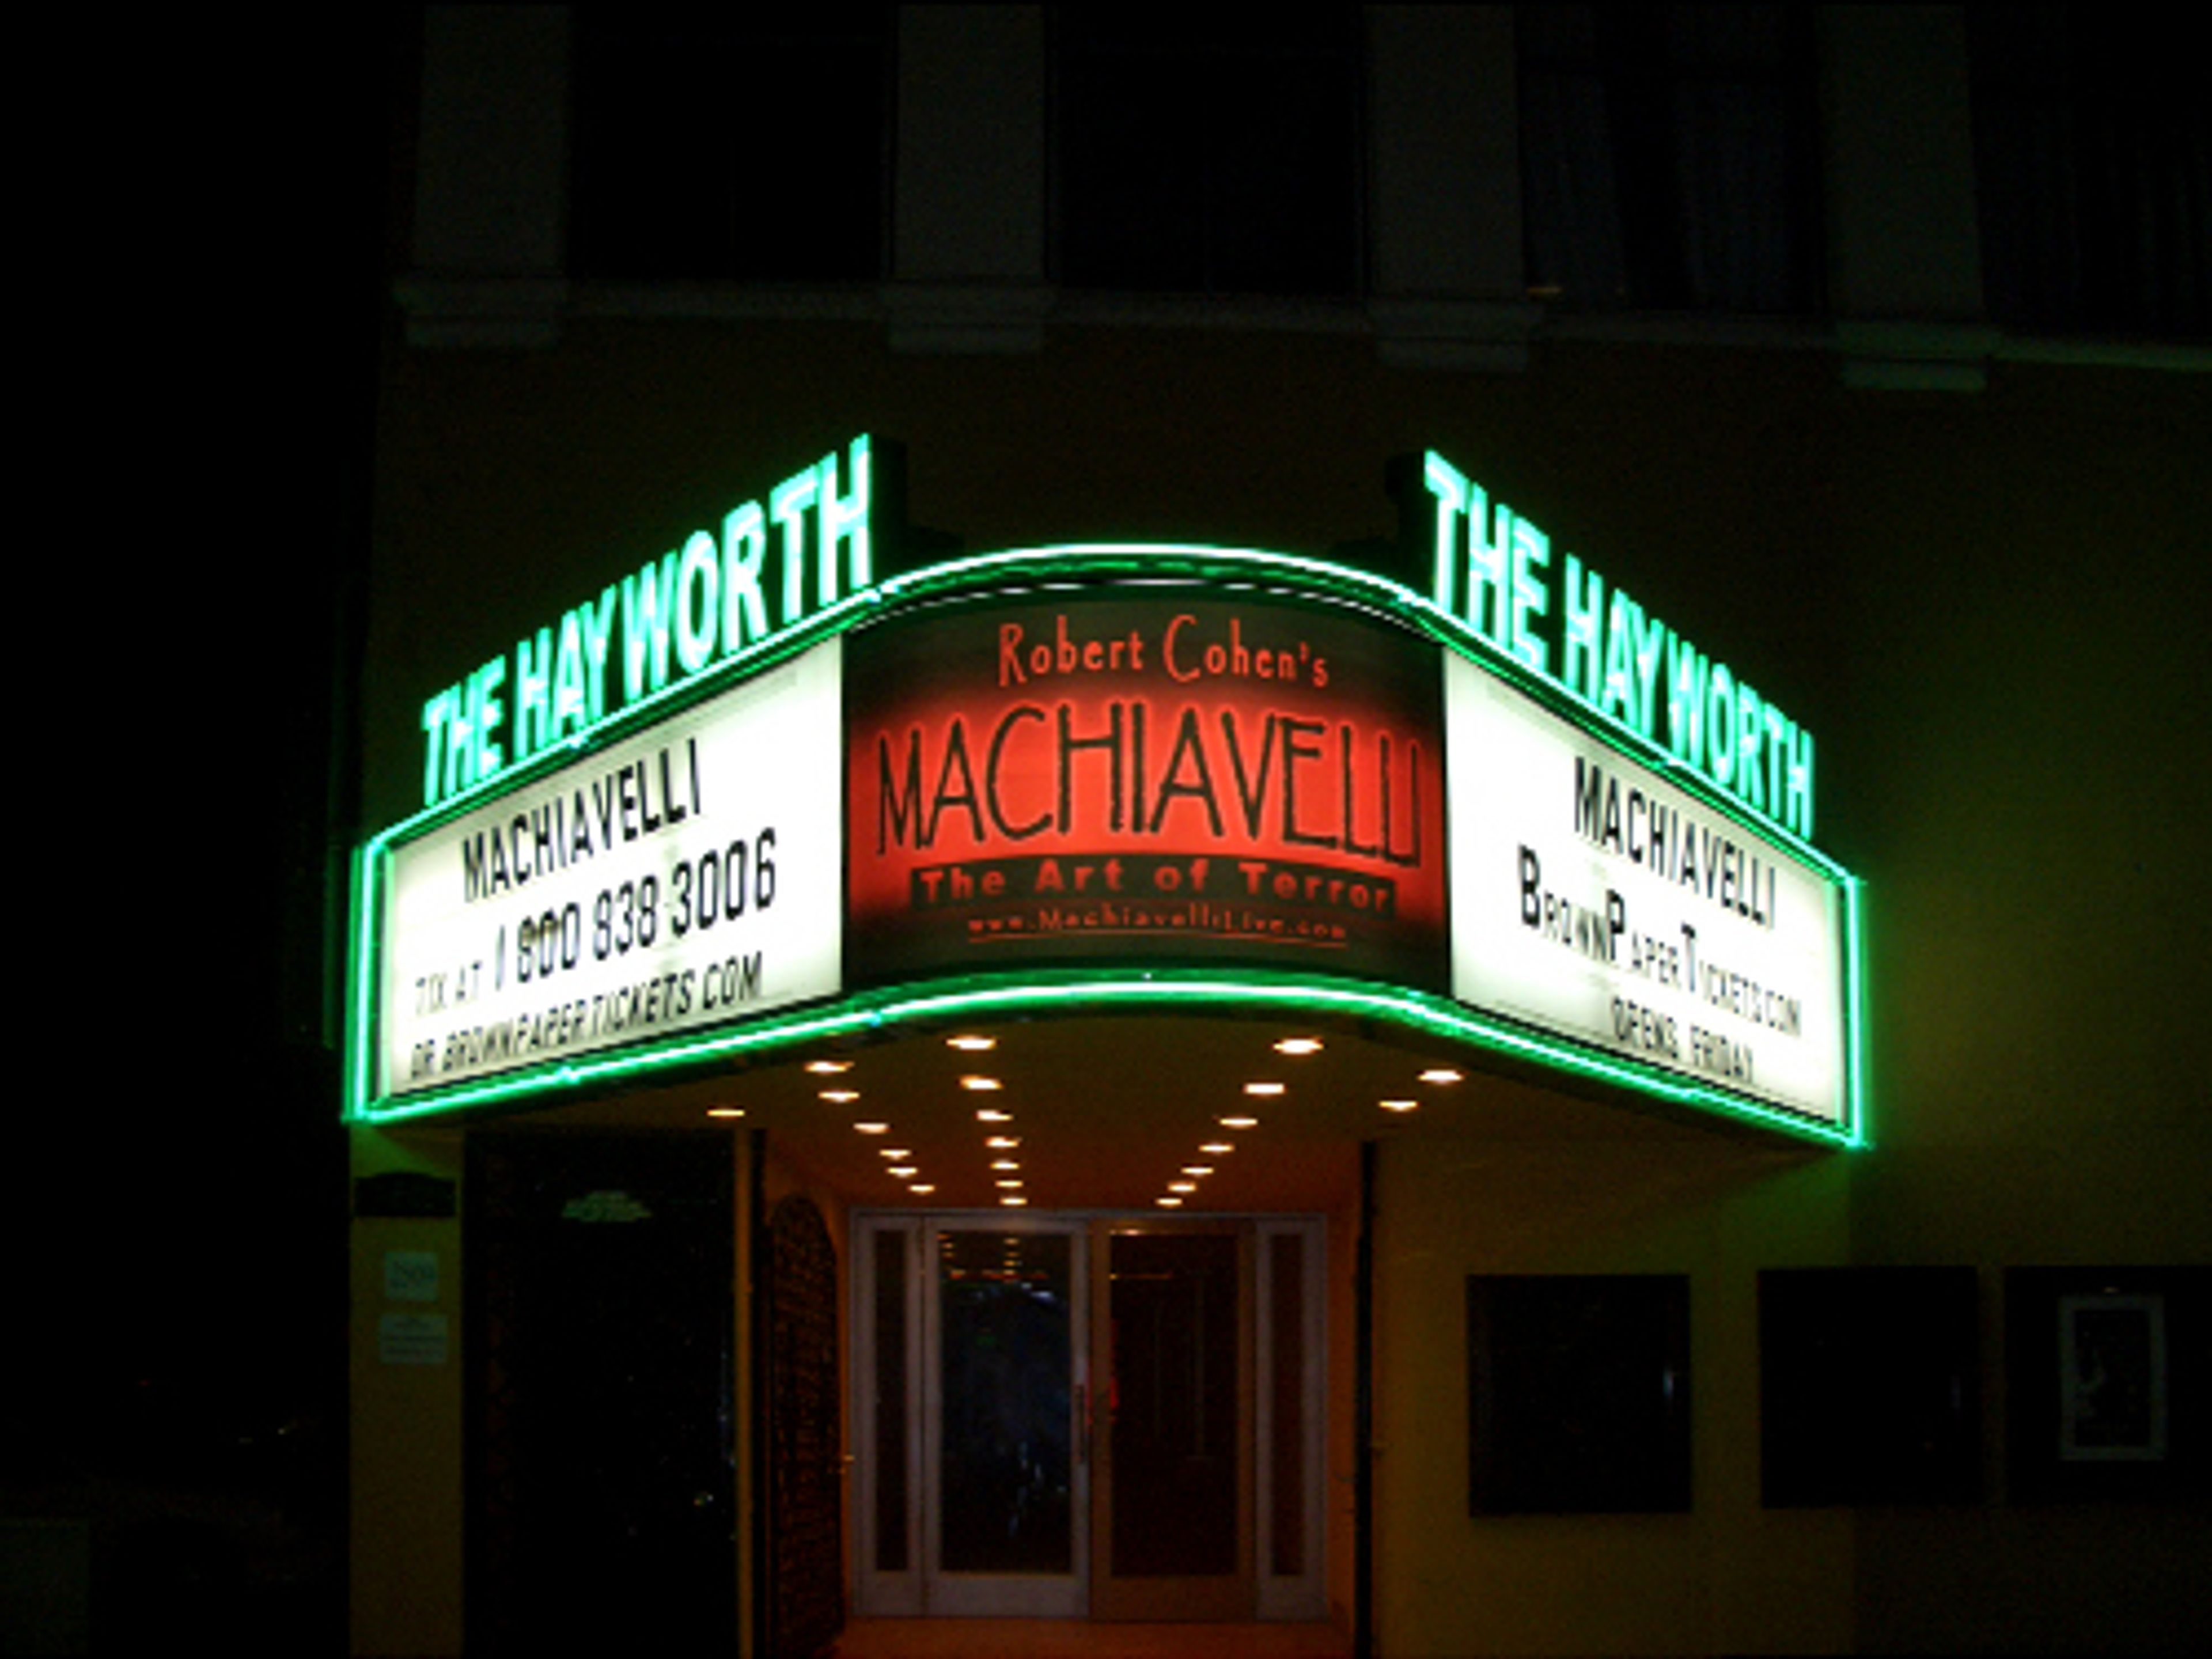 THE HAYWORTH
MACHIAVELLI
TIX AT 1 800 838 3006
OR BROWNPAPERTICKETS COM
Robert Cohen's
MACHIAVELLI
The Art of Terror
www.MachiavelliLive.com
THE HAYWORTH
MACHIAVELLI
BROWNPAPERTICKETS COM
OPENS FRIDAY